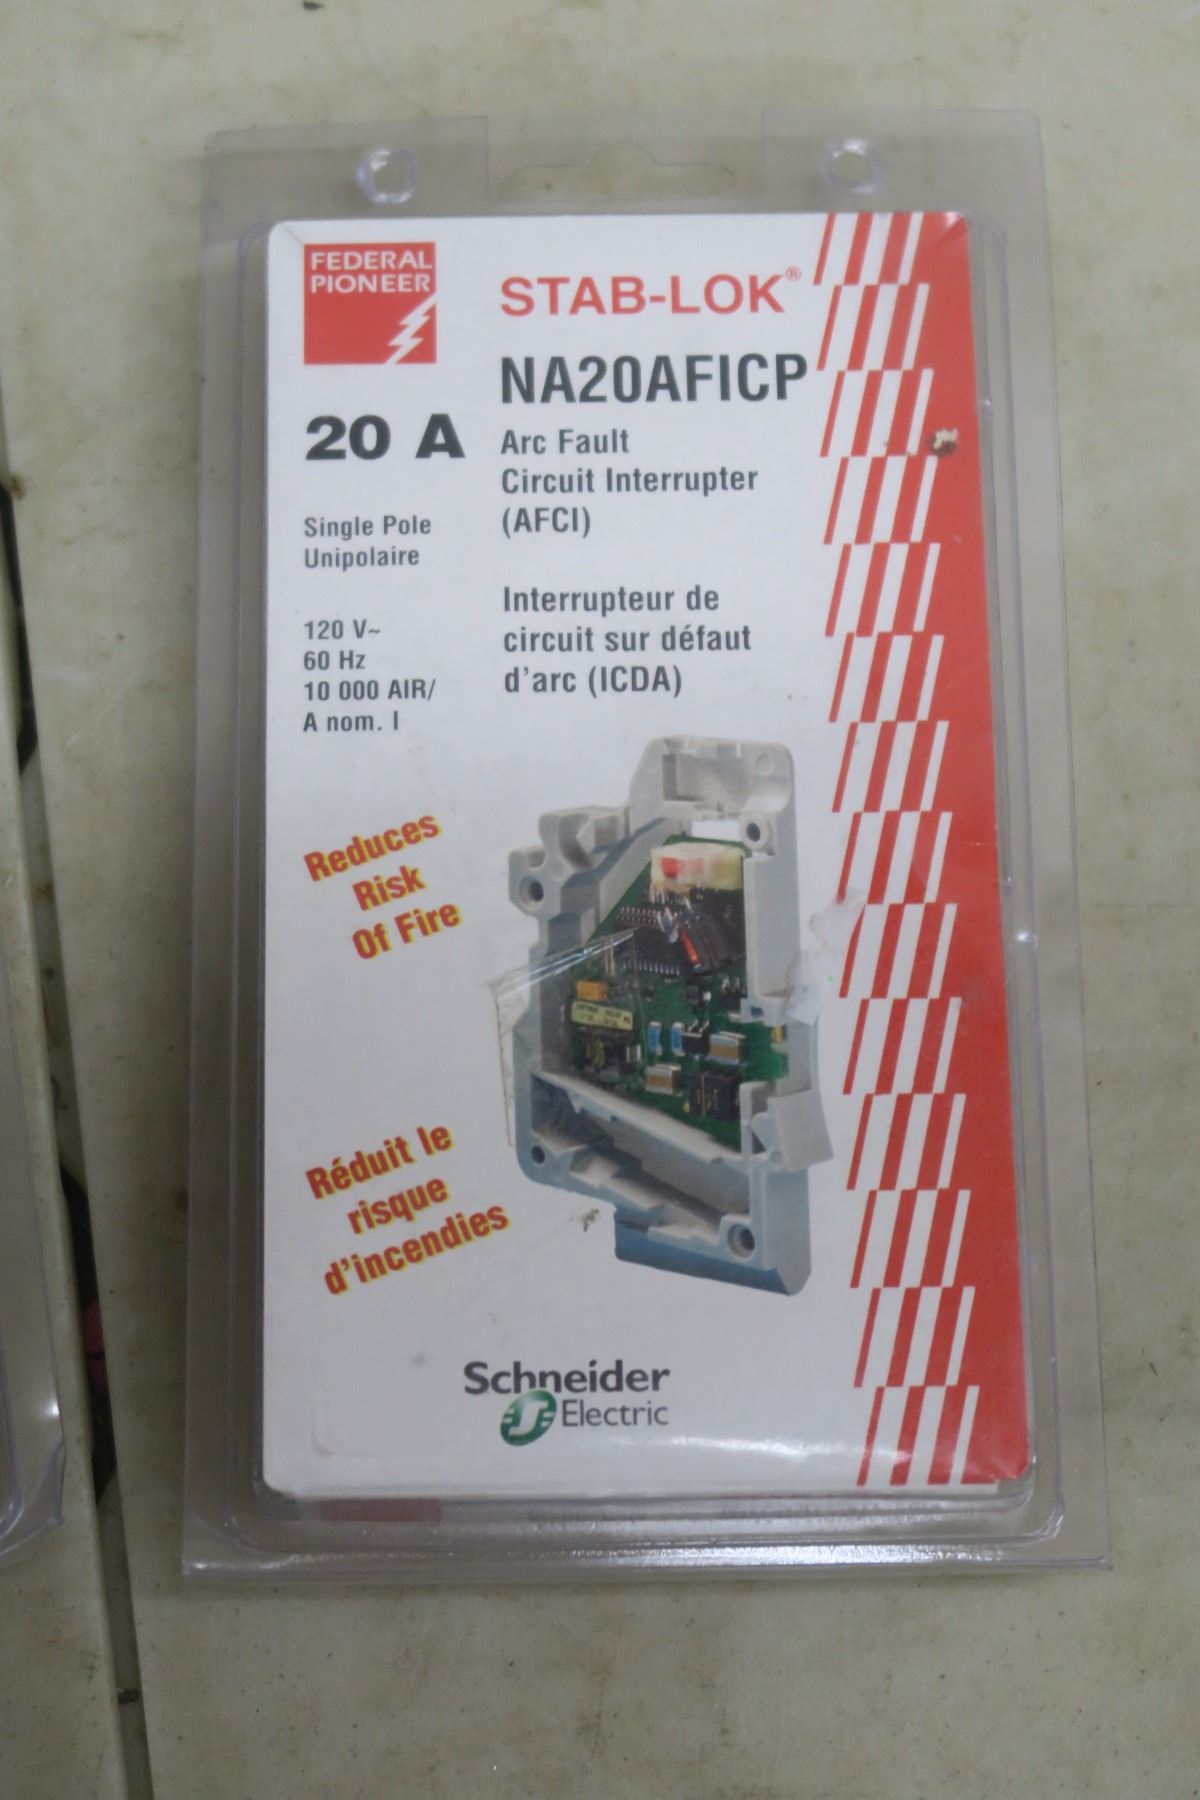 FEDERAL
PIONEER
STAB-LOK®
NA20AFICP
20 A
Arc Fault
Circuit Interrupter
(AFCI)
Single Pole
Unipolaire
Interrupteur de
circuit sur défaut
d'arc (ICDA)
120 V~
60 Hz
10 000 AIR/
A nom. I
Reduces
Risk
Of Fire
Réduit le
risque
d'incendies
Schneider
Electric